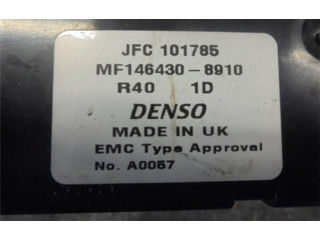 JFC 101785
MF146430-8910
R40 1D
DENSO
MADE IN UK
EMC Type Approval
No. A0057